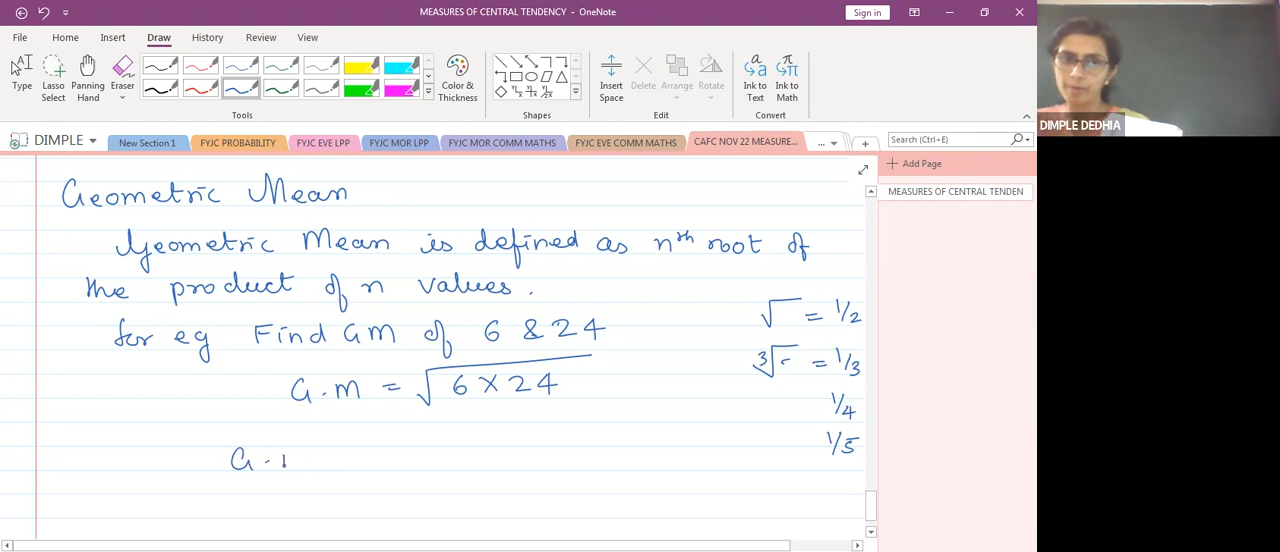 MEASURES OF CENTRAL TENDENCY - OneNote
Sign in
File Home Insert Draw History Review View
Type
Lasso Select
Panning Hand
Eraser
Color & Thickness
Insert Space
Delete
Arrange
Rotate
Ink to Text
Ink to Math
Tools
Shapes
Edit
Convert
DIMPLE
New Section 1
FYJC PROBABILITY
FYJC EVE LPP
FYJC MOR LPP
FYJC MOR COMM MATHS
FYJC EVE COMM MATHS
CAFC NOV 22 MEASURE...
...
Search (Ctrl+E)
DIMPLE DEDHIA
Add Page
MEASURES OF CENTRAL TENDEN
Geometric Mean
Geometric Mean is defined as nth root of
the product of n values.
for eg Find GM of 6 & 24
G.M = √6 × 24
G.
√ = 1/2
3√ = 1/3
1/4
1/5